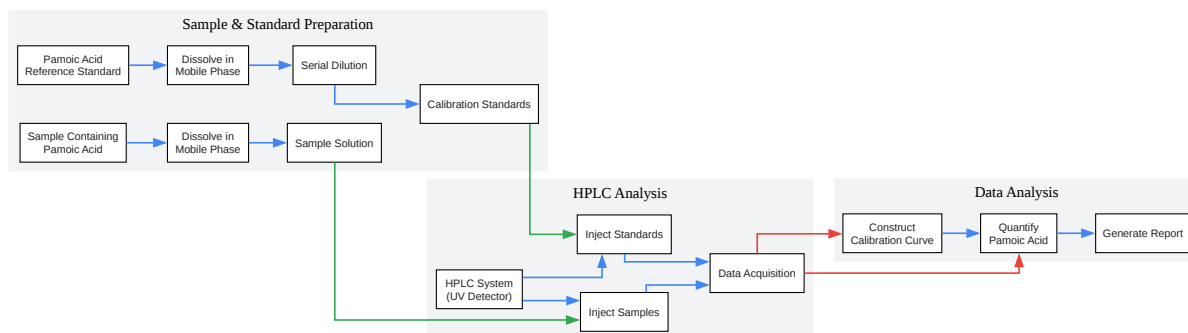 Sample & Standard Preparation
Pamoic Acid
Reference Standard
Dissolve in
Mobile Phase
Serial Dilution
Calibration Standards
Sample Containing
Pamoic Acid
Dissolve in
Mobile Phase
Sample Solution
HPLC Analysis
Inject Standards
HPLC System
(UV Detector)
Inject Samples
Data Acquisition
Data Analysis
Construct
Calibration Curve
Quantify
Pamoic Acid
Generate Report